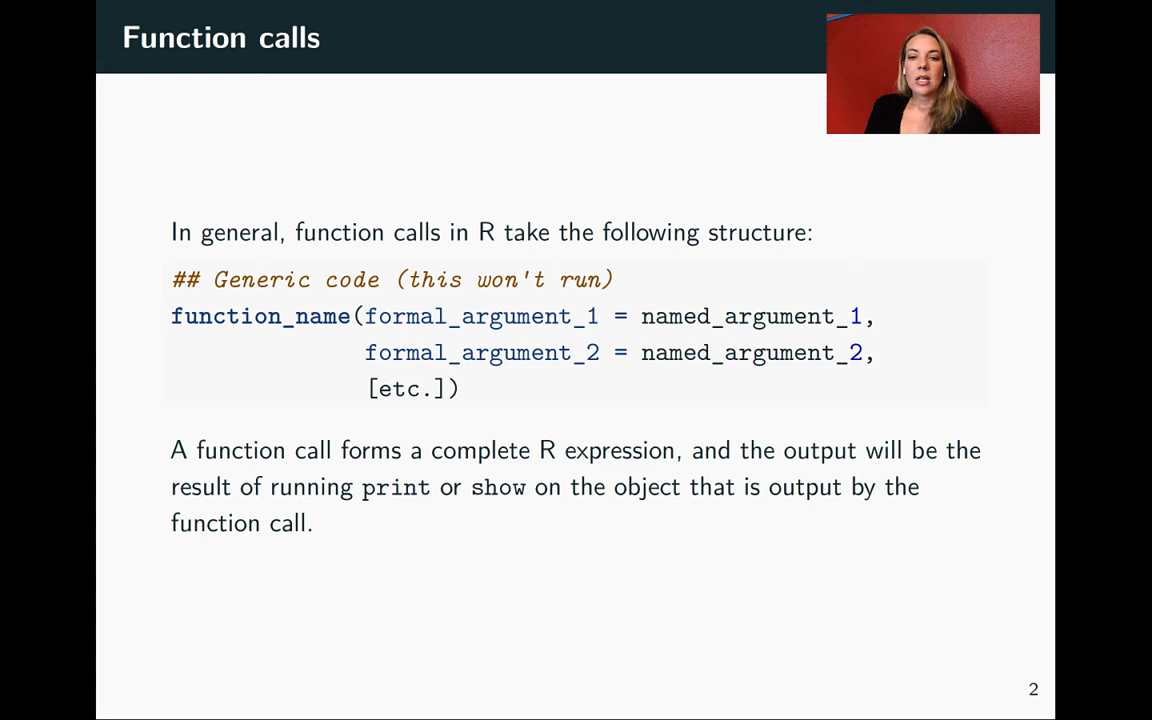 Function calls
In general, function calls in R take the following structure:
## Generic code (this won't run)
function_name(formal_argument_1 = named_argument_1,
formal_argument_2 = named_argument_2,
[etc.])
A function call forms a complete R expression, and the output will be the
result of running print or show on the object that is output by the
function call.
2